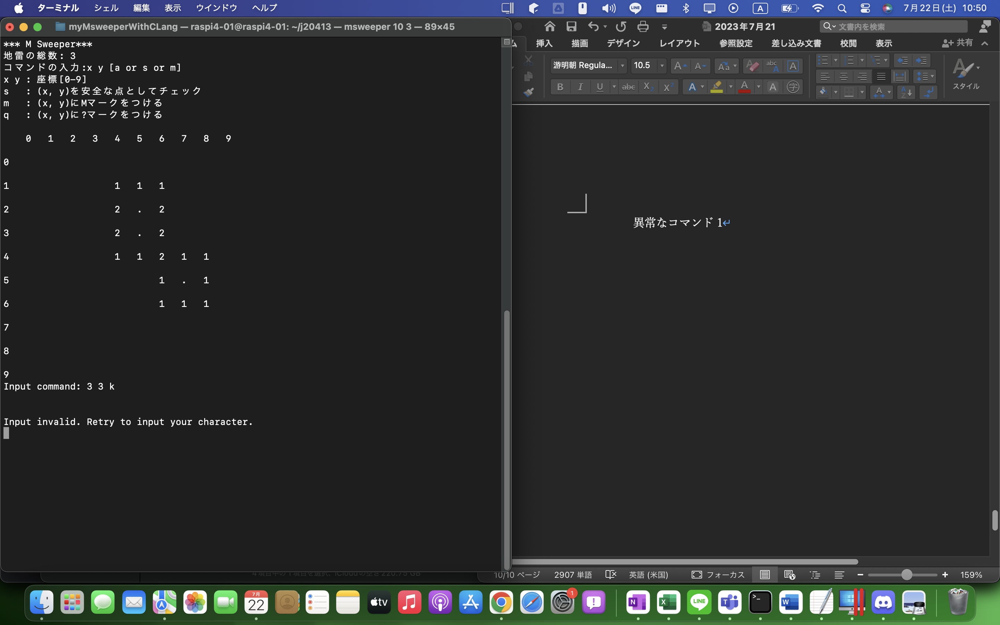 ターミナル シェル 編集 表示 ウインドウ ヘルプ LINE A 7月22日(土) 10:50
myMsweeperWithCLang — raspi4-01@raspi4-01: ~/j20413 — msweeper 10 3 — 89×45
*** M Sweeper***
地雷の総数: 3
コマンドの入力:x y [a or s or m]
x y : 座標[0-9]
s : (x, y)を安全な点としてチェック
m : (x, y)にMマークをつける
q : (x, y)に?マークをつける
0 1 2 3 4 5 6 7 8 9
0
1 1 1 1
2 2 . 2
3 2 . 2
4 1 1 2 1 1
5 1 . 1
6 1 1 1
7
8
9
Input command: 3 3 k
Input invalid. Retry to input your character.
2023年7月21 文書内を検索
挿入 描画 デザイン レイアウト 参照設定 差し込み文書 校閲 表示 共有
游明朝 Regula... 10.5
スタイル
異常なコマンド 1↵
10/10 ページ 2907 単語 英語 (米国) フォーカス 159%
7月
22
tv
1
LINE